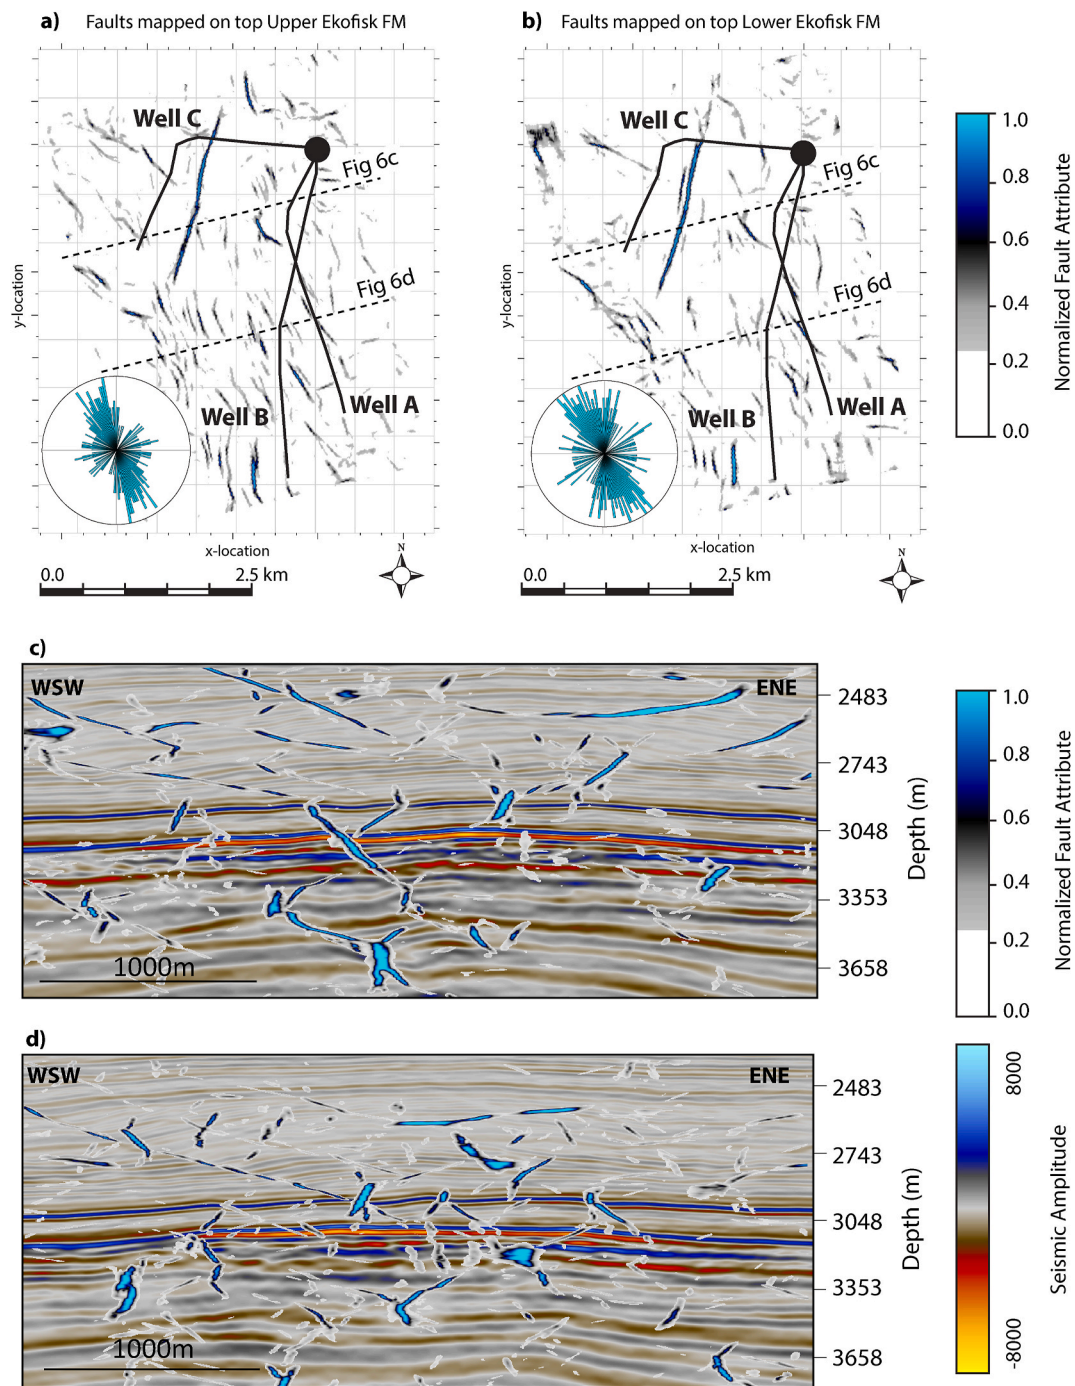 a) Faults mapped on top Upper Ekofisk FM
b) Faults mapped on top Lower Ekofisk FM
Well C
Fig 6c
Fig 6d
Well B
Well A
y-location
x-location
0.0 2.5 km
N
Well C
Fig 6c
Fig 6d
Well B
Well A
y-location
x-location
0.0 2.5 km
N
1.0
0.8
0.6
0.4
0.2
0.0
Normalized Fault Attribute
c)
WSW ENE
2483
2743
3048
3353
3658
Depth (m)
1000m
1.0
0.8
0.6
0.4
0.2
0.0
Normalized Fault Attribute
d)
WSW ENE
2483
2743
3048
3353
3658
Depth (m)
1000m
8000
-8000
Seismic Amplitude